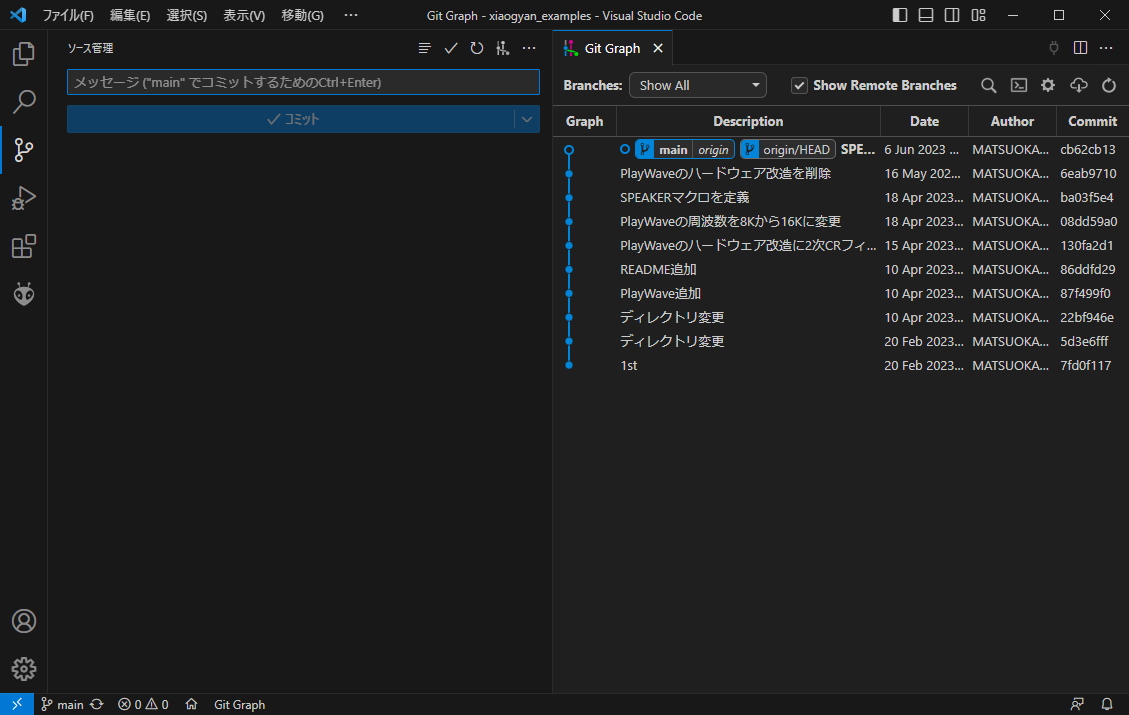 ファイル(F) 編集(E) 選択(S) 表示(V) 移動(G) ··· Git Graph - xiaogyan_examples - Visual Studio Code
ソース管理
メッセージ ("main" でコミットするためのCtrl+Enter)
コミット
Git Graph
Branches: Show All Show Remote Branches
Graph Description Date Author Commit
main origin origin/HEAD SPE... 6 Jun 2023 ... MATSUOKA... cb62cb13
PlayWaveのハードウェア改造を削除 16 May 202... MATSUOKA... 6eab9710
SPEAKERマクロを定義 18 Apr 2023... MATSUOKA... ba03f5e4
PlayWaveの周波数を8Kから16Kに変更 18 Apr 2023... MATSUOKA... 08dd59a0
PlayWaveのハードウェア改造に2次CRフィ... 15 Apr 2023... MATSUOKA... 130fa2d1
README追加 10 Apr 2023... MATSUOKA... 86ddfd29
PlayWave追加 10 Apr 2023... MATSUOKA... 87f499f0
ディレクトリ変更 10 Apr 2023... MATSUOKA... 22bf946e
ディレクトリ変更 20 Feb 2023... MATSUOKA... 5d3e6fff
1st 20 Feb 2023... MATSUOKA... 7fd0f117
main 0 0 Git Graph